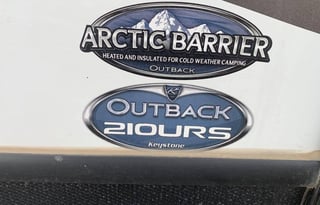 ARCTIC BARRIER
HEATED AND INSULATED FOR COLD WEATHER CAMPING
OUTBACK
OUTBACK
210URS
Keystone